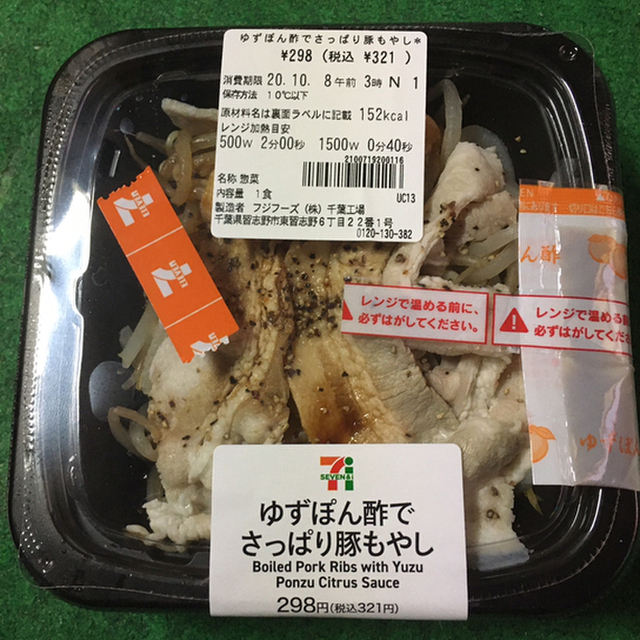 ゆずぽん酢でさっぱり豚もやし*
¥298 (税込 ¥321 )
消費期限 20.10. 8午前 3時 N 1
保存方法 10℃以下
原材料名は裏面ラベルに記載 152kcal
レンジ加熱目安
500W 2分00秒 1500W 0分40秒
2100719200116
名称 惣菜
内容量 1食
UC13
製造者 フジフーズ (株) 千葉工場
千葉県習志野市東習志野6丁目22番1号
0120-130-382
レンジで温める前に、
必ずはがしてください。
レンジで温める前
必ずはがしてくだ
ん酢
ゆずぽん
SEVEN&i
ゆずぽん酢で
さっぱり豚もやし
Boiled Pork Ribs with Yuzu
Ponzu Citrus Sauce
298円(税込321円)